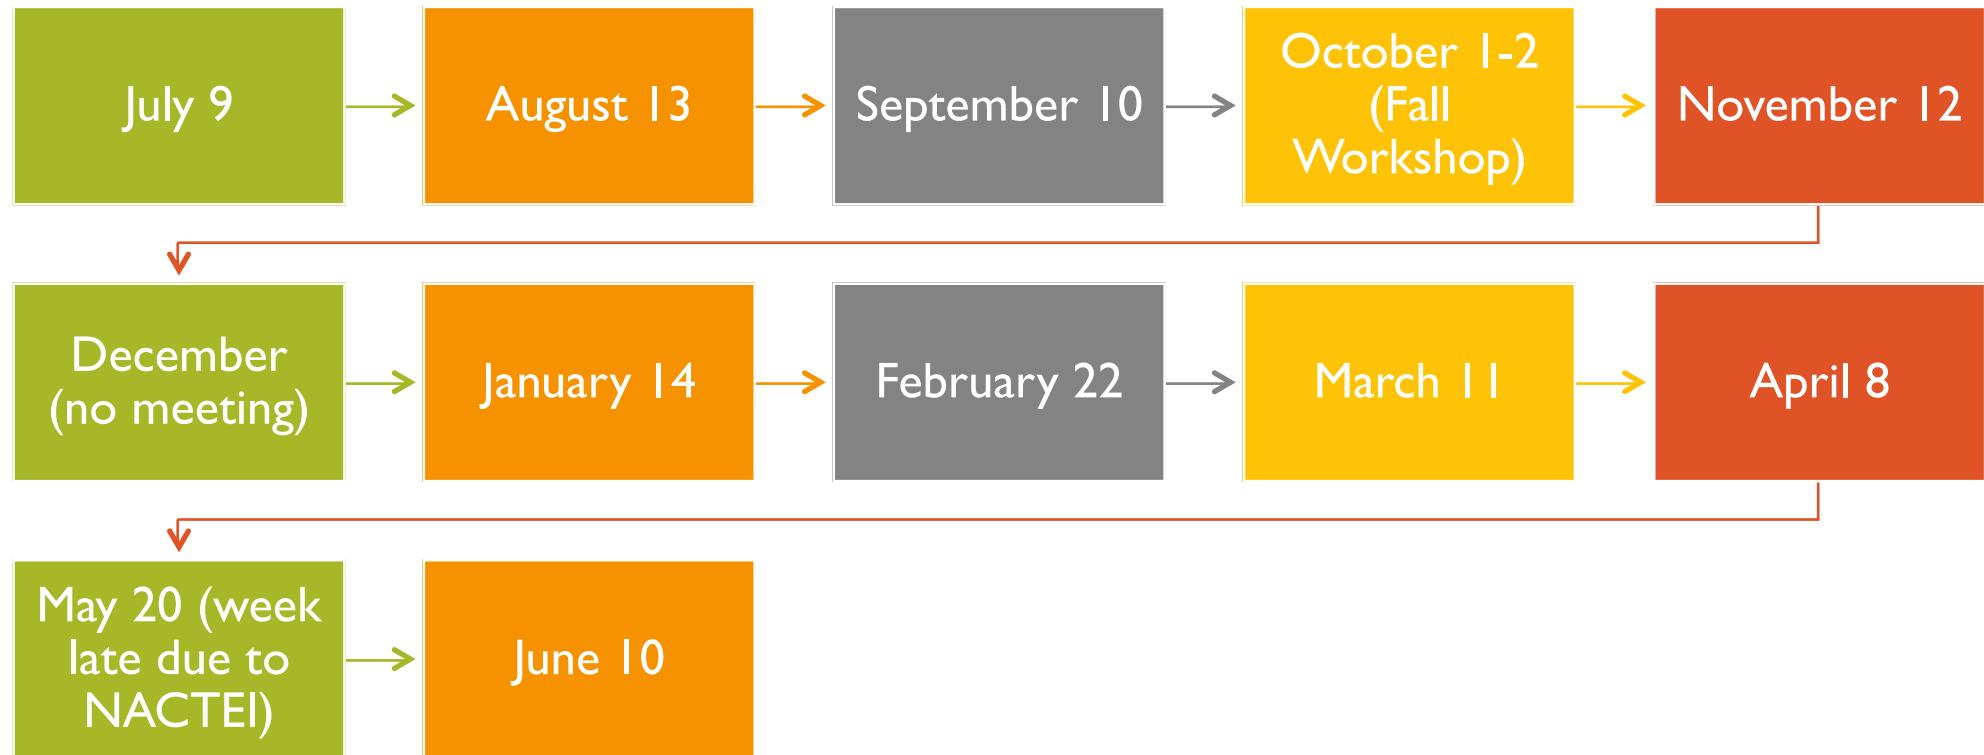 July 9
August 13
September 10
October 1-2
(Fall
Workshop)
November 12
December
(no meeting)
January 14
February 22
March 11
April 8
May 20 (week
late due to
NACTEI)
June 10